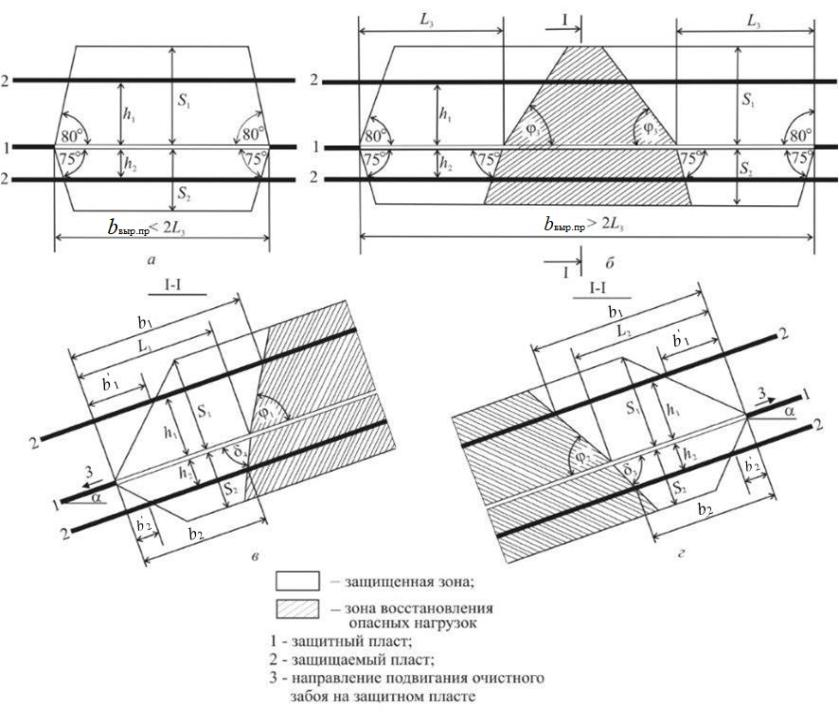 2
80°
80°
h₁
S₁
1
75°
75°
h₂
2
S₂
bвыр.пр< 2L₃
а
L₃
I
L₃
2
h₁
S₁
φ₁
φ₃
80°
80°
1
75°
h₂
75°
75°
75°
S₂
2
bвыр.пр> 2L₃
I
б
I-I
b₁
L₃
b'₁
2
S₁
h₁
φ₁
3
h₂
δ₄
1
α
S₂
2
b'₂
b₂
в
I-I
b₁
L₂
b'₁
2
S₁
h₁
3
1
α
φ₂
2
δ₃
h₂
S₂
b'₂
b₂
г
– защищенная зона;
– зона восстановления
опасных нагрузок
1 - защитный пласт;
2 - защищаемый пласт;
3 - направление подвигания очистного
забоя на защитном пласте